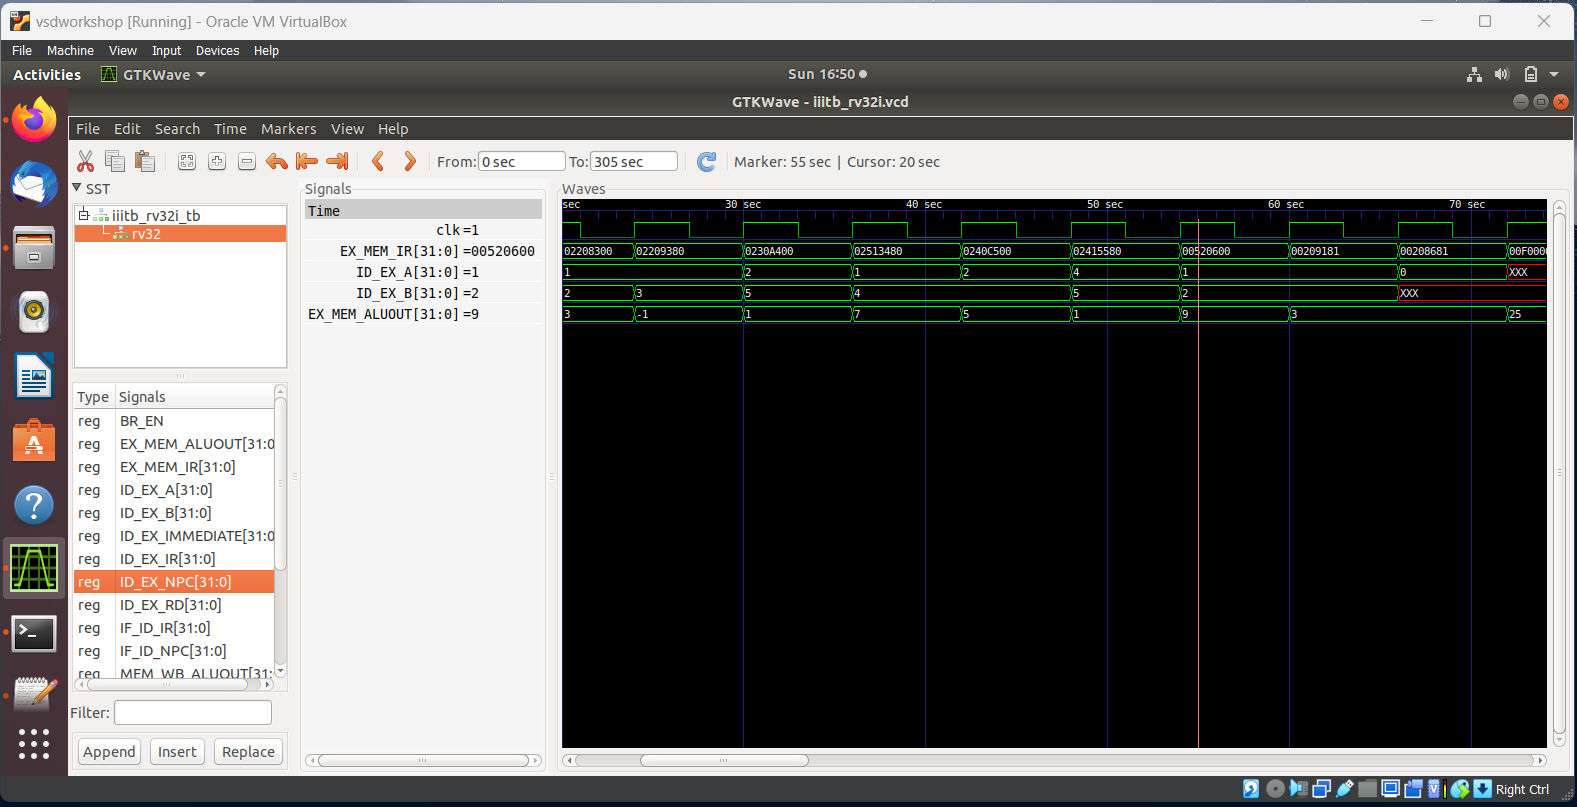 vsdworkshop [Running] - Oracle VM VirtualBox
File Machine View Input Devices Help
Activities GTKWave Sun 16:50
GTKWave - iiitb_rv32i.vcd
File Edit Search Time Markers View Help
From: 0 sec To: 305 sec Marker: 55 sec | Cursor: 20 sec
SST
iiitb_rv32i_tb
rv32
Type Signals
reg BR_EN
reg EX_MEM_ALUOUT[31:0
reg EX_MEM_IR[31:0]
reg ID_EX_A[31:0]
reg ID_EX_B[31:0]
reg ID_EX_IMMEDIATE[31:0
reg ID_EX_IR[31:0]
reg ID_EX_NPC[31:0]
reg ID_EX_RD[31:0]
reg IF_ID_IR[31:0]
reg IF_ID_NPC[31:0]
reg MEM_WB_ALUOUT[31:
Filter:
Append Insert Replace
Signals
Time
clk =1
EX_MEM_IR[31:0] =00520600
ID_EX_A[31:0] =1
ID_EX_B[31:0] =2
EX_MEM_ALUOUT[31:0] =9
Waves
sec 30 sec 40 sec 50 sec 60 sec 70 sec
02208300 02209380 0230A400 02513480 0240C500 02415580 00520600 00209181 00208681 00F0000
1 2 1 2 4 1 0 XXX
2 3 5 4 5 2 XXX
3 -1 1 7 5 1 9 3 25
Right Ctrl